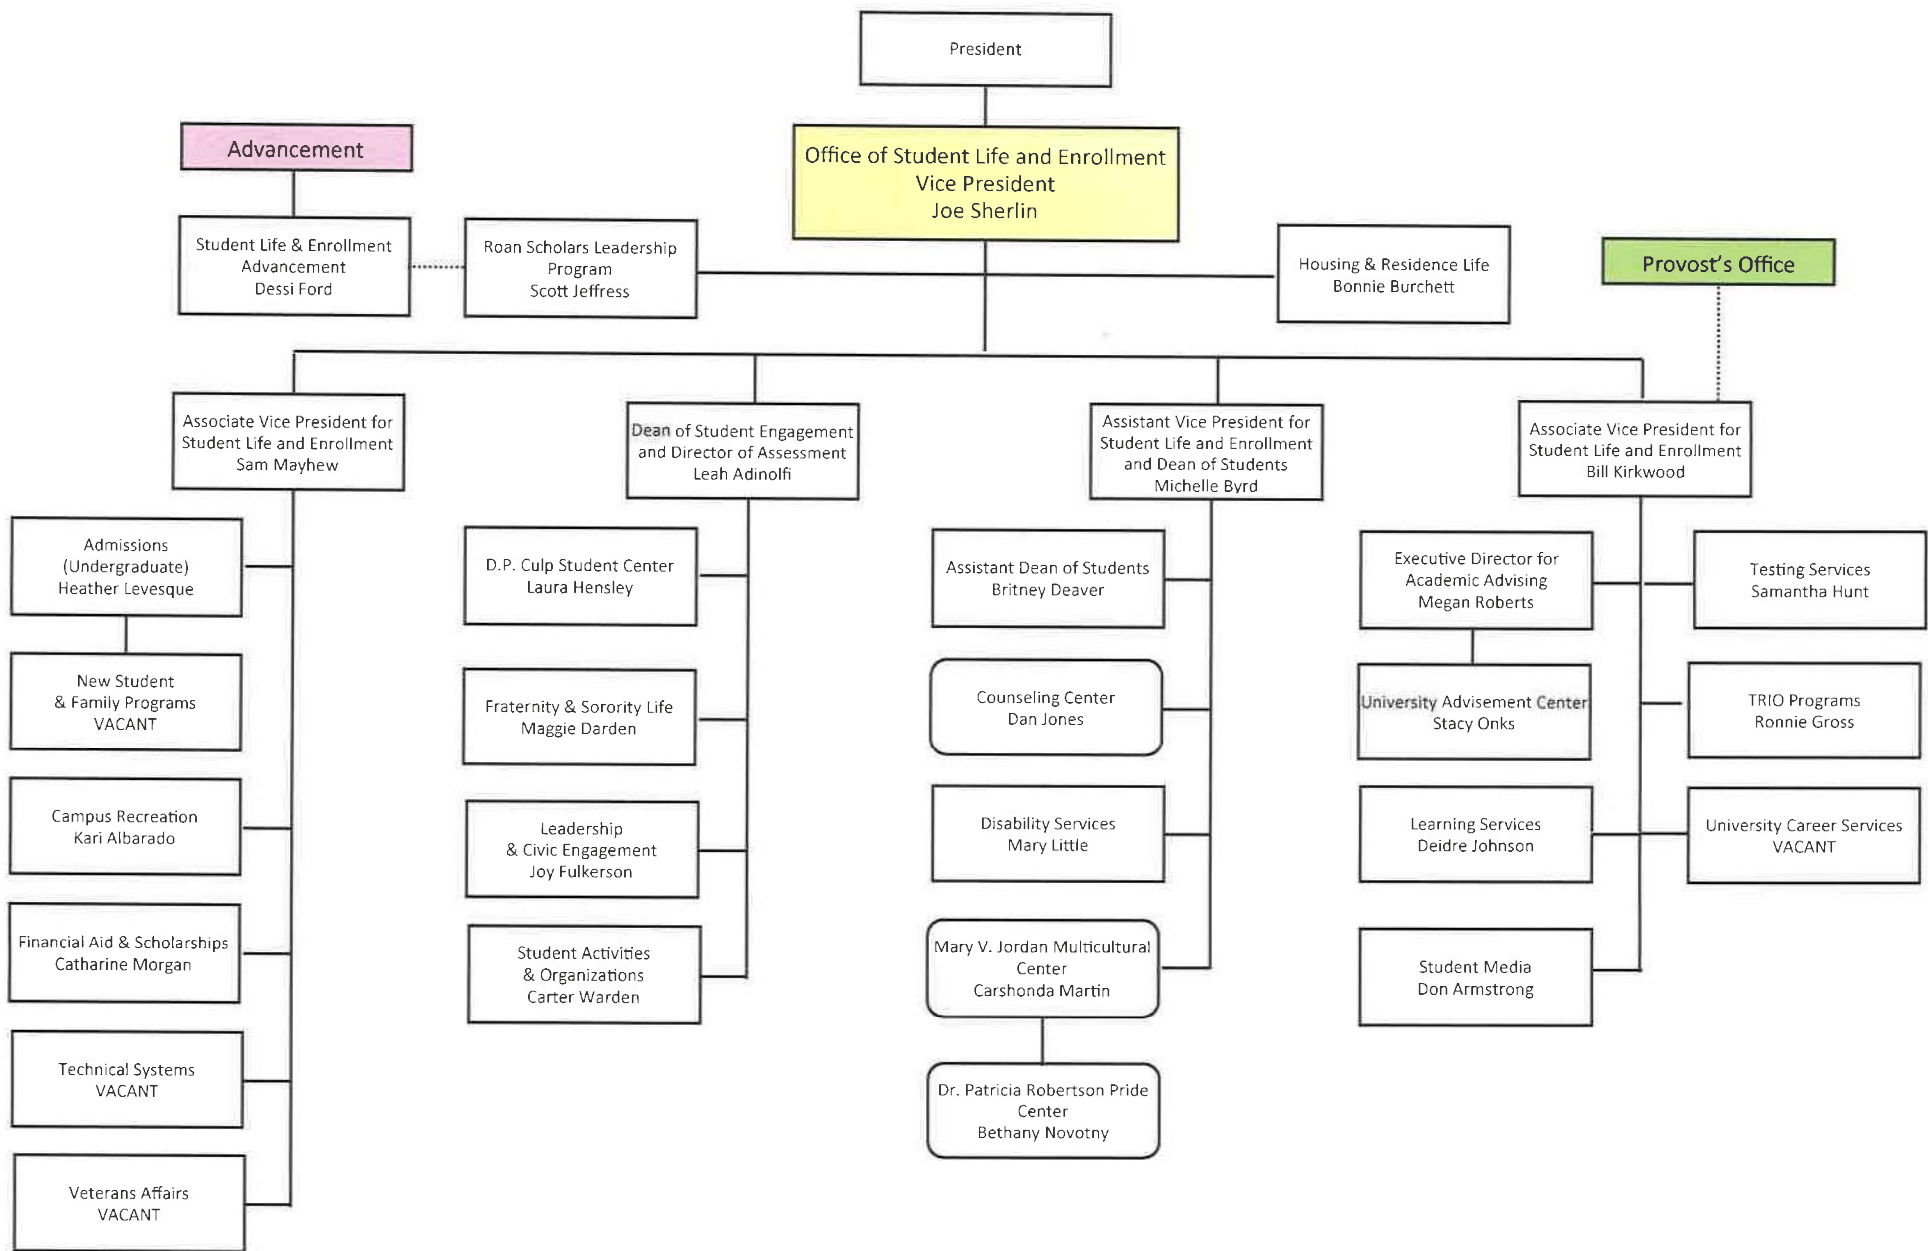 President
Advancement
Office of Student Life and Enrollment
Vice President
Joe Sherlin
Student Life & Enrollment
Advancement
Dessi Ford
Roan Scholars Leadership
Program
Scott Jeffress
Housing & Residence Life
Bonnie Burchett
Provost's Office
Associate Vice President for
Student Life and Enrollment
Sam Mayhew
Dean of Student Engagement
and Director of Assessment
Leah Adinolfi
Assistant Vice President for
Student Life and Enrollment
and Dean of Students
Michelle Byrd
Associate Vice President for
Student Life and Enrollment
Bill Kirkwood
Admissions
(Undergraduate)
Heather Levesque
New Student
& Family Programs
VACANT
Campus Recreation
Kari Albarado
Financial Aid & Scholarships
Catharine Morgan
Technical Systems
VACANT
Veterans Affairs
VACANT
D.P. Culp Student Center
Laura Hensley
Fraternity & Sorority Life
Maggie Darden
Leadership
& Civic Engagement
Joy Fulkerson
Student Activities
& Organizations
Carter Warden
Assistant Dean of Students
Britney Deaver
Counseling Center
Dan Jones
Disability Services
Mary Little
Mary V. Jordan Multicultural
Center
Carshonda Martin
Dr. Patricia Robertson Pride
Center
Bethany Novotny
Executive Director for
Academic Advising
Megan Roberts
University Advisement Center
Stacy Onks
Learning Services
Deidre Johnson
Student Media
Don Armstrong
Testing Services
Samantha Hunt
TRIO Programs
Ronnie Gross
University Career Services
VACANT